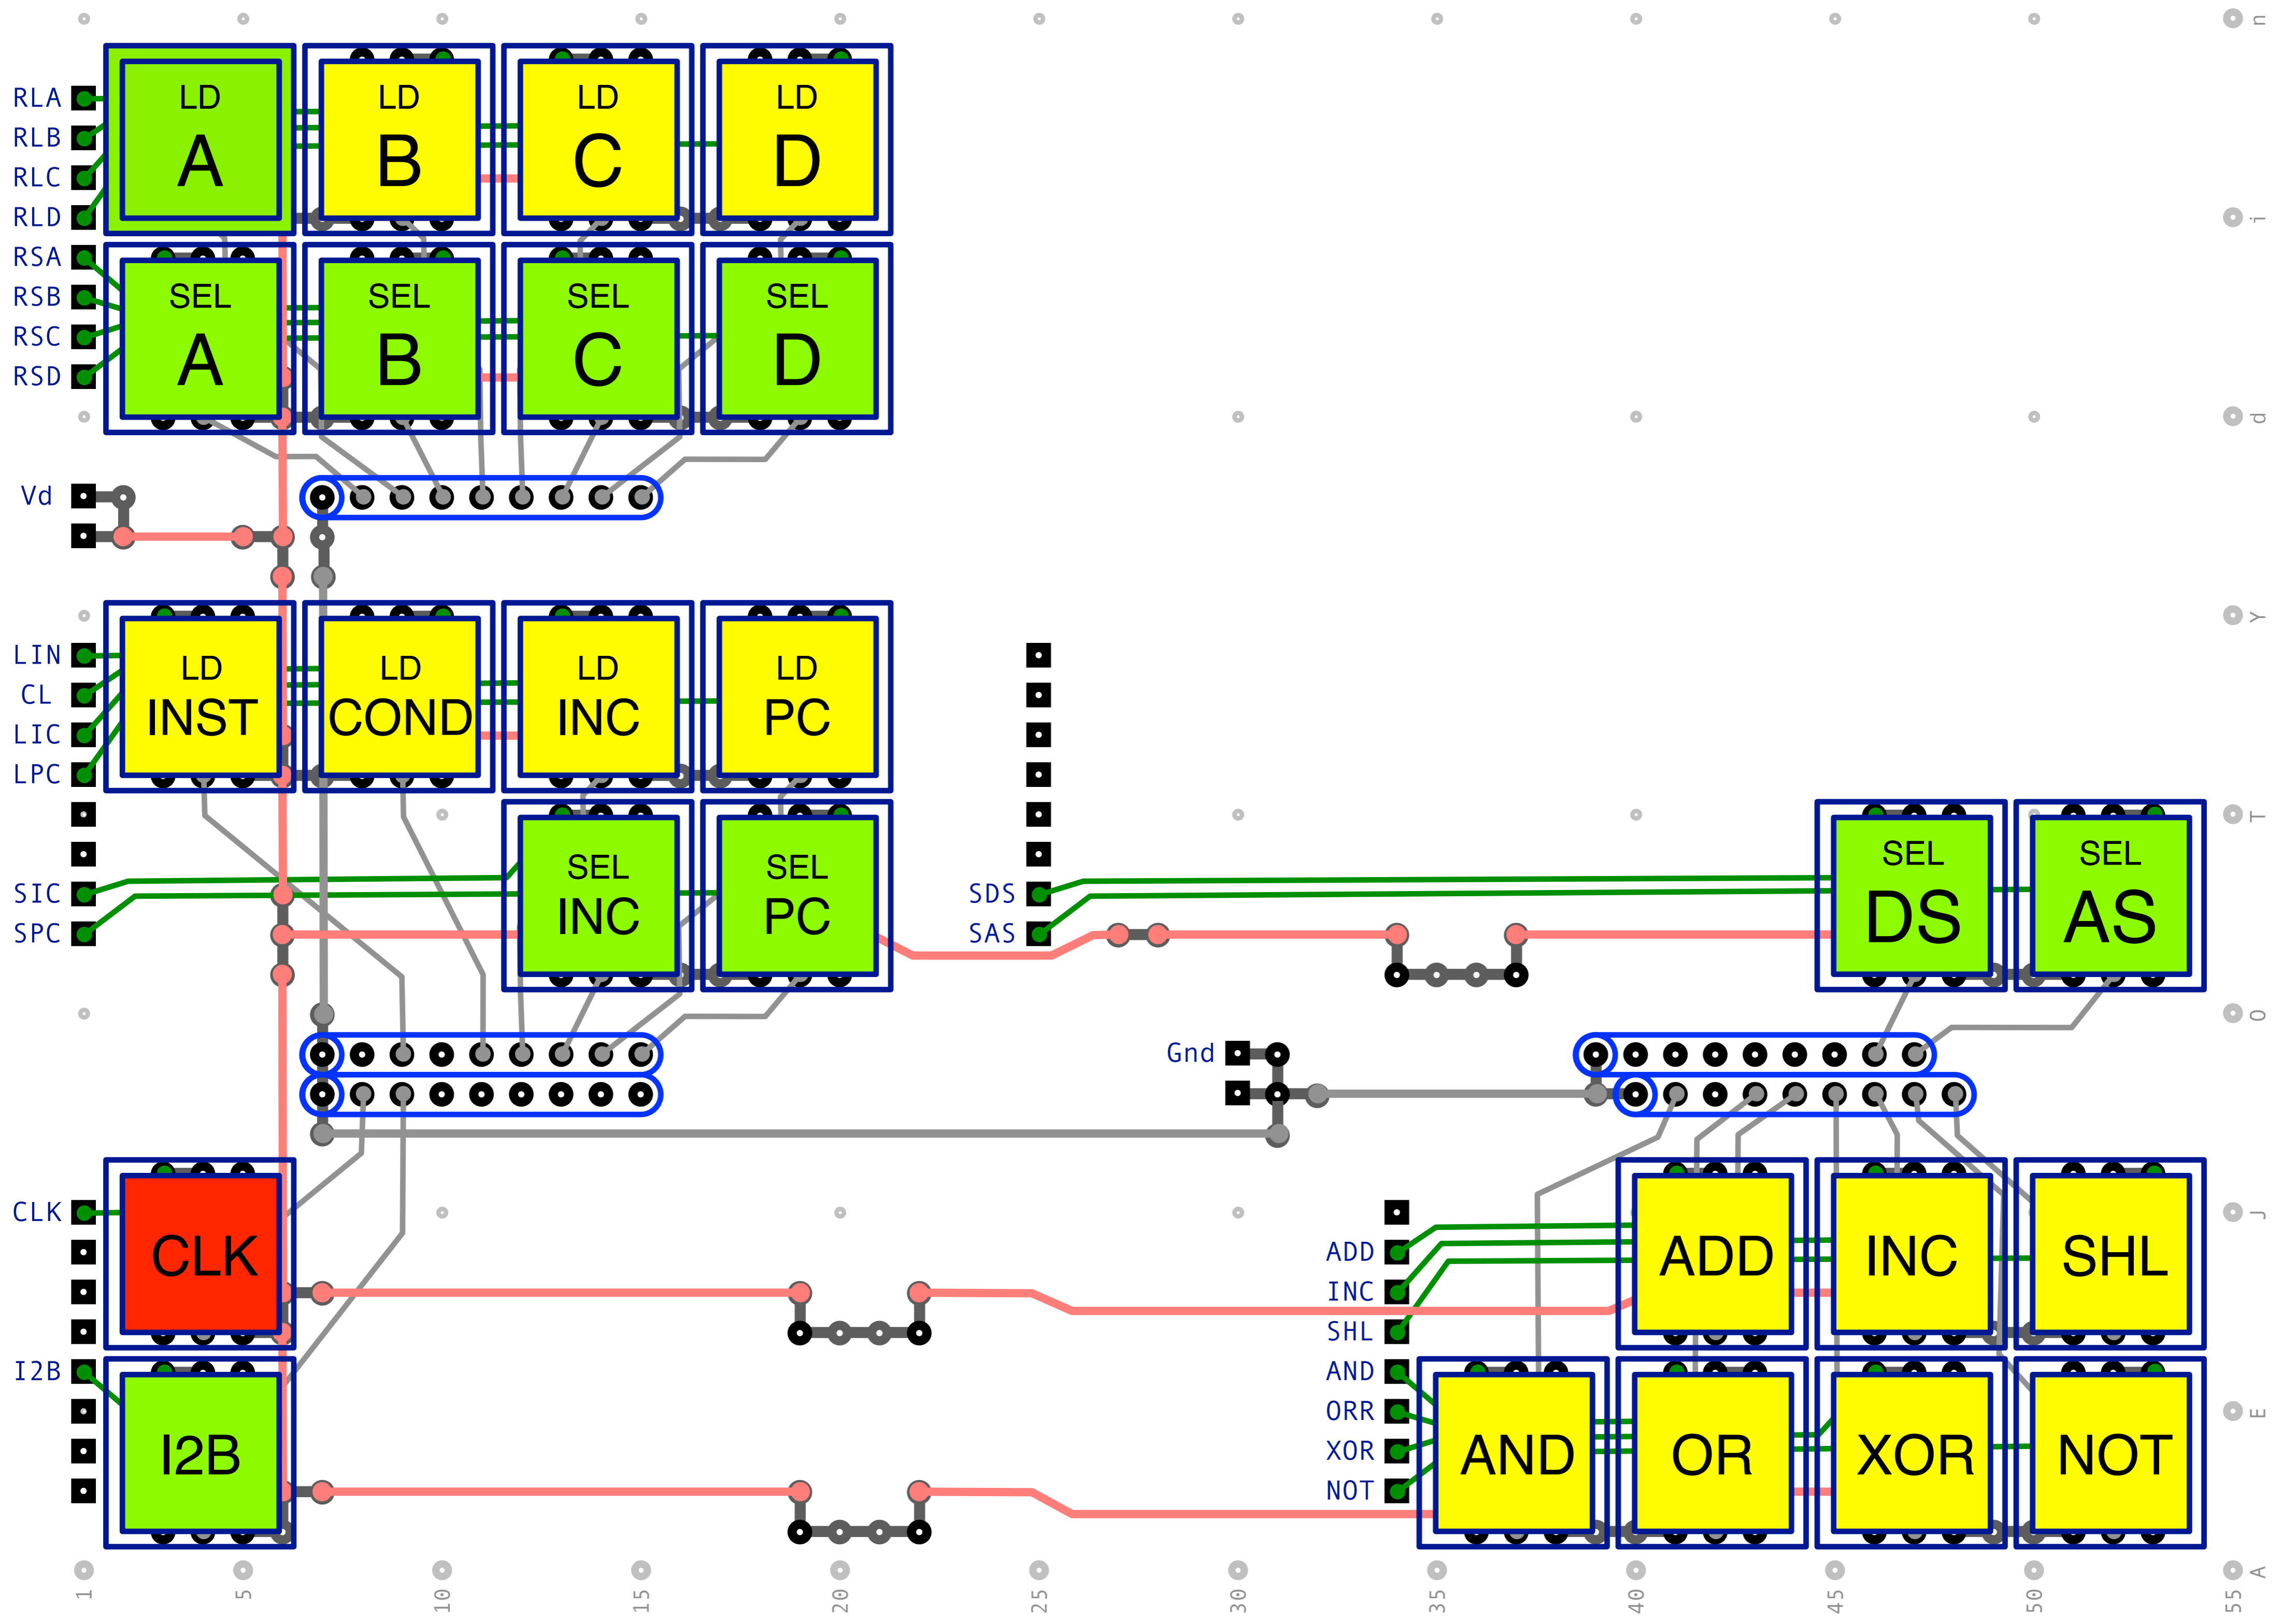 n
RLA
RLB
RLC
RLD
LD A
LD B
LD C
LD D
i
RSA
RSB
RSC
RSD
SEL A
SEL B
SEL C
SEL D
d
Vd
Y
LIN
CL
LIC
LPC
LD INST
LD COND
LD INC
LD PC
T
SIC
SPC
SEL INC
SEL PC
SDS
SAS
SEL DS
SEL AS
O
Gnd
CLK
CLK
J
ADD
INC
SHL
ADD
INC
SHL
I2B
I2B
AND
ORR
XOR
NOT
AND
OR
XOR
NOT
E
A
1
5
10
15
20
25
30
35
40
45
50
55